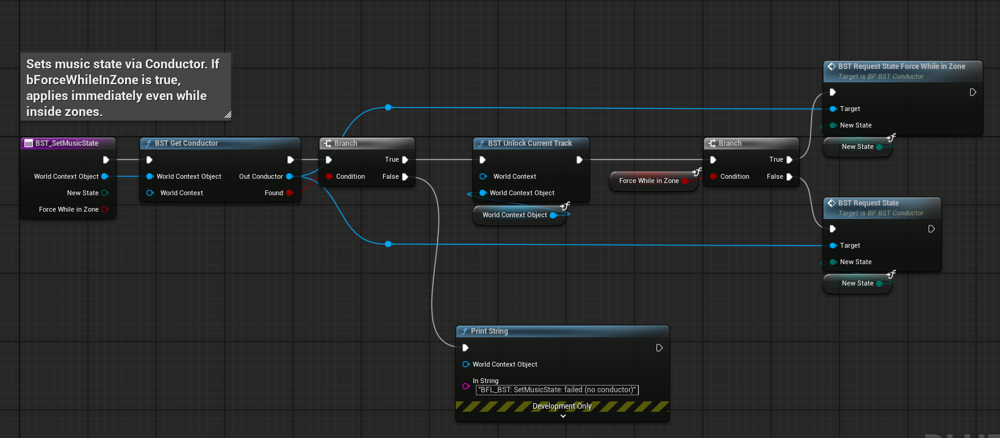 Sets music state via Conductor. If
bForceWhileInZone is true,
applies immediately even while
inside zones.
BST_SetMusicState
World Context Object
New State
Force While in Zone
BST Get Conductor
World Context Object
Out Conductor
World Context
Found
Branch
True
Condition
False
BST Unlock Current Track
World Context
World Context Object
World Context Object
Force While in Zone
Branch
True
Condition
False
BST Request State Force While in Zone
Target is BP BST Conductor
Target
New State
New State
BST Request State
Target is BP BST Conductor
Target
New State
New State
Print String
World Context Object
In String
"BFL_BST: SetMusicState: failed (no conductor)"
Development Only